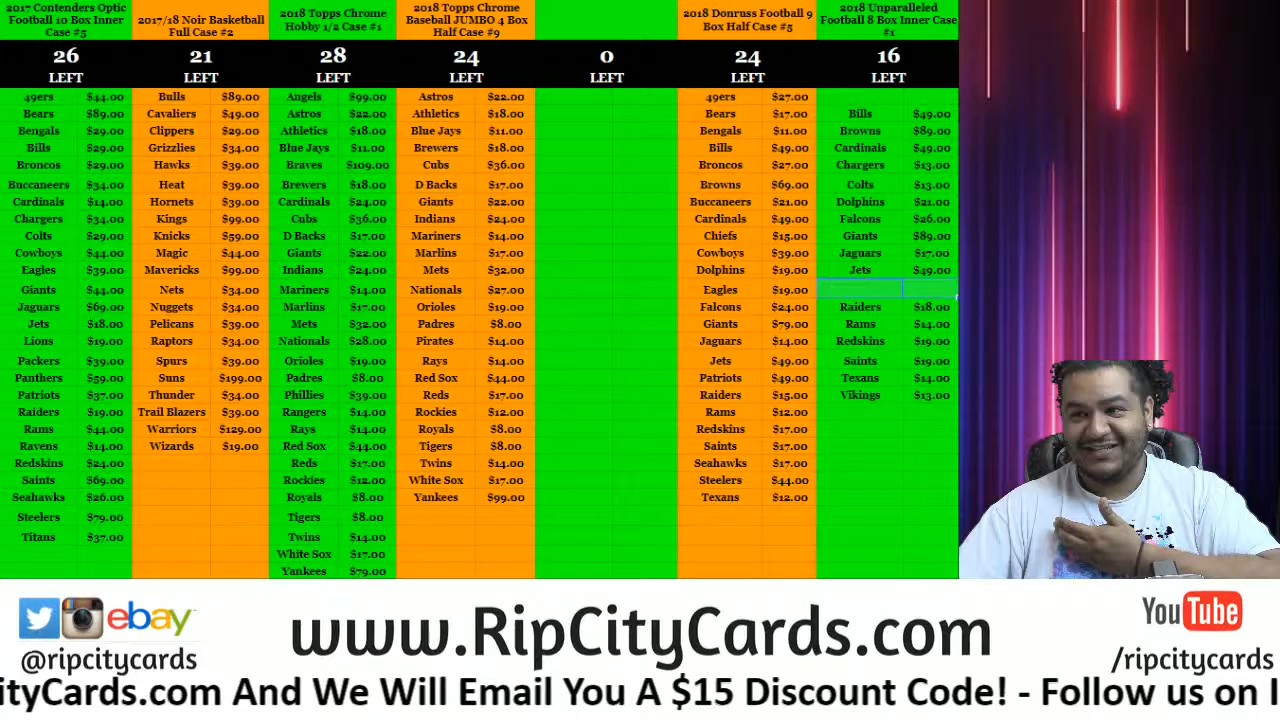 2017 Contenders Optic
Football 10 Box Inner
Case #5
26
LEFT
49ers $44.00
Bears $89.00
Bengals $29.00
Bills $29.00
Broncos $29.00
Buccaneers $34.00
Cardinals $14.00
Chargers $34.00
Colts $29.00
Cowboys $44.00
Eagles $39.00
Giants $44.00
Jaguars $69.00
Jets $18.00
Lions $19.00
Packers $39.00
Panthers $59.00
Patriots $37.00
Raiders $19.00
Rams $44.00
Ravens $14.00
Redskins $24.00
Saints $69.00
Seahawks $26.00
Steelers $79.00
Titans $37.00
2017/18 Noir Basketball
Full Case #2
21
LEFT
Bulls $89.00
Cavaliers $49.00
Clippers $29.00
Grizzlies $34.00
Hawks $39.00
Heat $39.00
Hornets $39.00
Kings $99.00
Knicks $59.00
Magic $44.00
Mavericks $99.00
Nets $34.00
Nuggets $34.00
Pelicans $39.00
Raptors $34.00
Spurs $39.00
Suns $199.00
Thunder $34.00
Trail Blazers $39.00
Warriors $129.00
Wizards $19.00
2018 Topps Chrome
Hobby 1/2 Case #1
28
LEFT
Angels $99.00
Astros $22.00
Athletics $18.00
Blue Jays $11.00
Braves $109.00
Brewers $18.00
Cardinals $24.00
Cubs $36.00
D Backs $17.00
Giants $22.00
Indians $24.00
Mariners $14.00
Marlins $17.00
Mets $32.00
Nationals $28.00
Orioles $19.00
Padres $8.00
Phillies $39.00
Rangers $14.00
Rays $14.00
Red Sox $44.00
Reds $17.00
Rockies $12.00
Royals $8.00
Tigers $8.00
Twins $14.00
White Sox $17.00
Yankees $79.00
2018 Topps Chrome
Baseball JUMBO 4 Box
Half Case #9
24
LEFT
Astros $22.00
Athletics $18.00
Blue Jays $11.00
Brewers $18.00
Cubs $36.00
D Backs $17.00
Giants $22.00
Indians $24.00
Mariners $14.00
Marlins $17.00
Mets $32.00
Nationals $27.00
Orioles $19.00
Padres $8.00
Pirates $14.00
Rays $14.00
Red Sox $44.00
Reds $17.00
Rockies $12.00
Royals $8.00
Tigers $8.00
Twins $14.00
White Sox $17.00
Yankees $99.00
0
LEFT
2018 Donruss Football 9
Box Half Case #5
24
LEFT
49ers $27.00
Bears $17.00
Bengals $11.00
Bills $49.00
Broncos $27.00
Browns $69.00
Buccaneers $21.00
Cardinals $49.00
Chiefs $15.00
Cowboys $39.00
Dolphins $19.00
Eagles $19.00
Falcons $24.00
Giants $79.00
Jaguars $14.00
Jets $49.00
Patriots $49.00
Raiders $15.00
Rams $12.00
Redskins $17.00
Saints $17.00
Seahawks $17.00
Steelers $44.00
Texans $12.00
2018 Unparalleled
Football 8 Box Inner Case
#1
16
LEFT
Bills $49.00
Browns $89.00
Cardinals $49.00
Chargers $13.00
Colts $13.00
Dolphins $21.00
Falcons $26.00
Giants $89.00
Jaguars $17.00
Jets $49.00
Raiders $18.00
Rams $14.00
Redskins $19.00
Saints $19.00
Texans $14.00
Vikings $13.00
ebay
@ripcitycards
www.RipCityCards.com
YouTube
/ripcitycards
ityCards.com And We Will Email You A $15 Discount Code! - Follow us on I